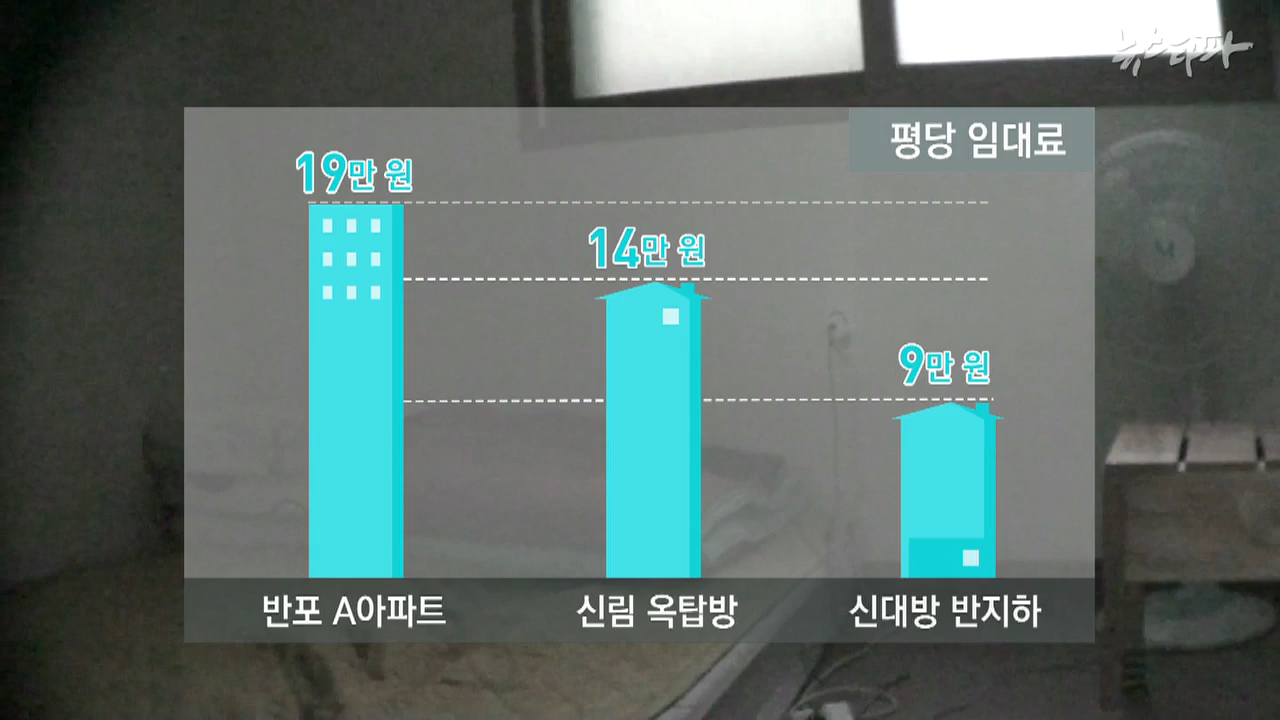 뉴스타파
평당 임대료
19만 원
14만 원
9만 원
반포 A아파트
신림 옥탑방
신대방 반지하